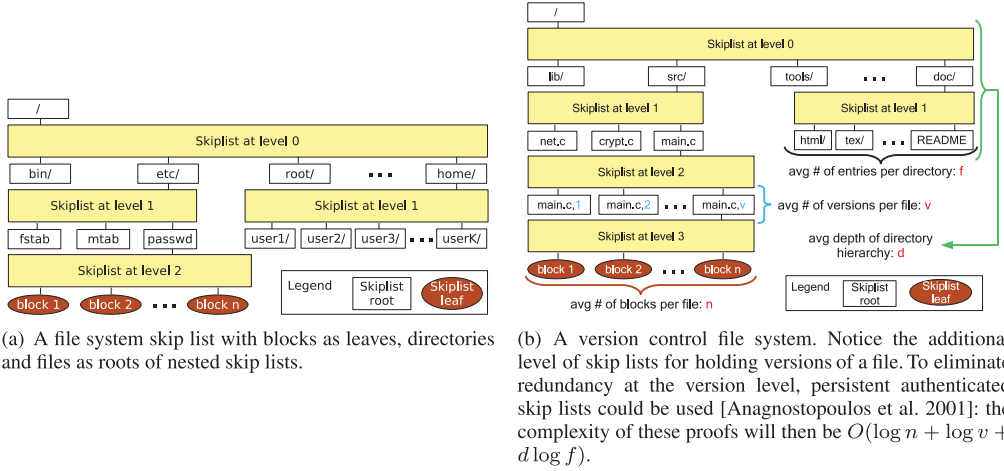 /
Skiplist at level 0
bin/ etc/ root/ ▪▪▪ home/
Skiplist at level 1 Skiplist at level 1
fstab mtab passwd user1/ user2/ user3/ ▪▪▪▪ userK/
Skiplist at level 2
block 1 block 2 ▪▪▪ block n
Legend Skiplist root Skiplist leaf
(a) A file system skip list with blocks as leaves, directories
and files as roots of nested skip lists.
/
Skiplist at level 0
lib/ src/ tools/ ▪▪▪ doc/
Skiplist at level 1 Skiplist at level 1
net.c crypt.c main.c html/ tex/ ▪▪▪ README
Skiplist at level 2
avg # of entries per directory: f
main.c,1 main.c,2 ▪▪▪ main.c,v
avg # of versions per file: v
Skiplist at level 3
avg depth of directory
hierarchy: d
block 1 block 2 ▪▪▪ block n
avg # of blocks per file: n
Legend Skiplist root Skiplist leaf
(b) A version control file system. Notice the additiona
level of skip lists for holding versions of a file. To eliminate
redundancy at the version level, persistent authenticated
skip lists could be used [Anagnostopoulos et al. 2001]: the
complexity of these proofs will then be O(log n + log v +
d log f).